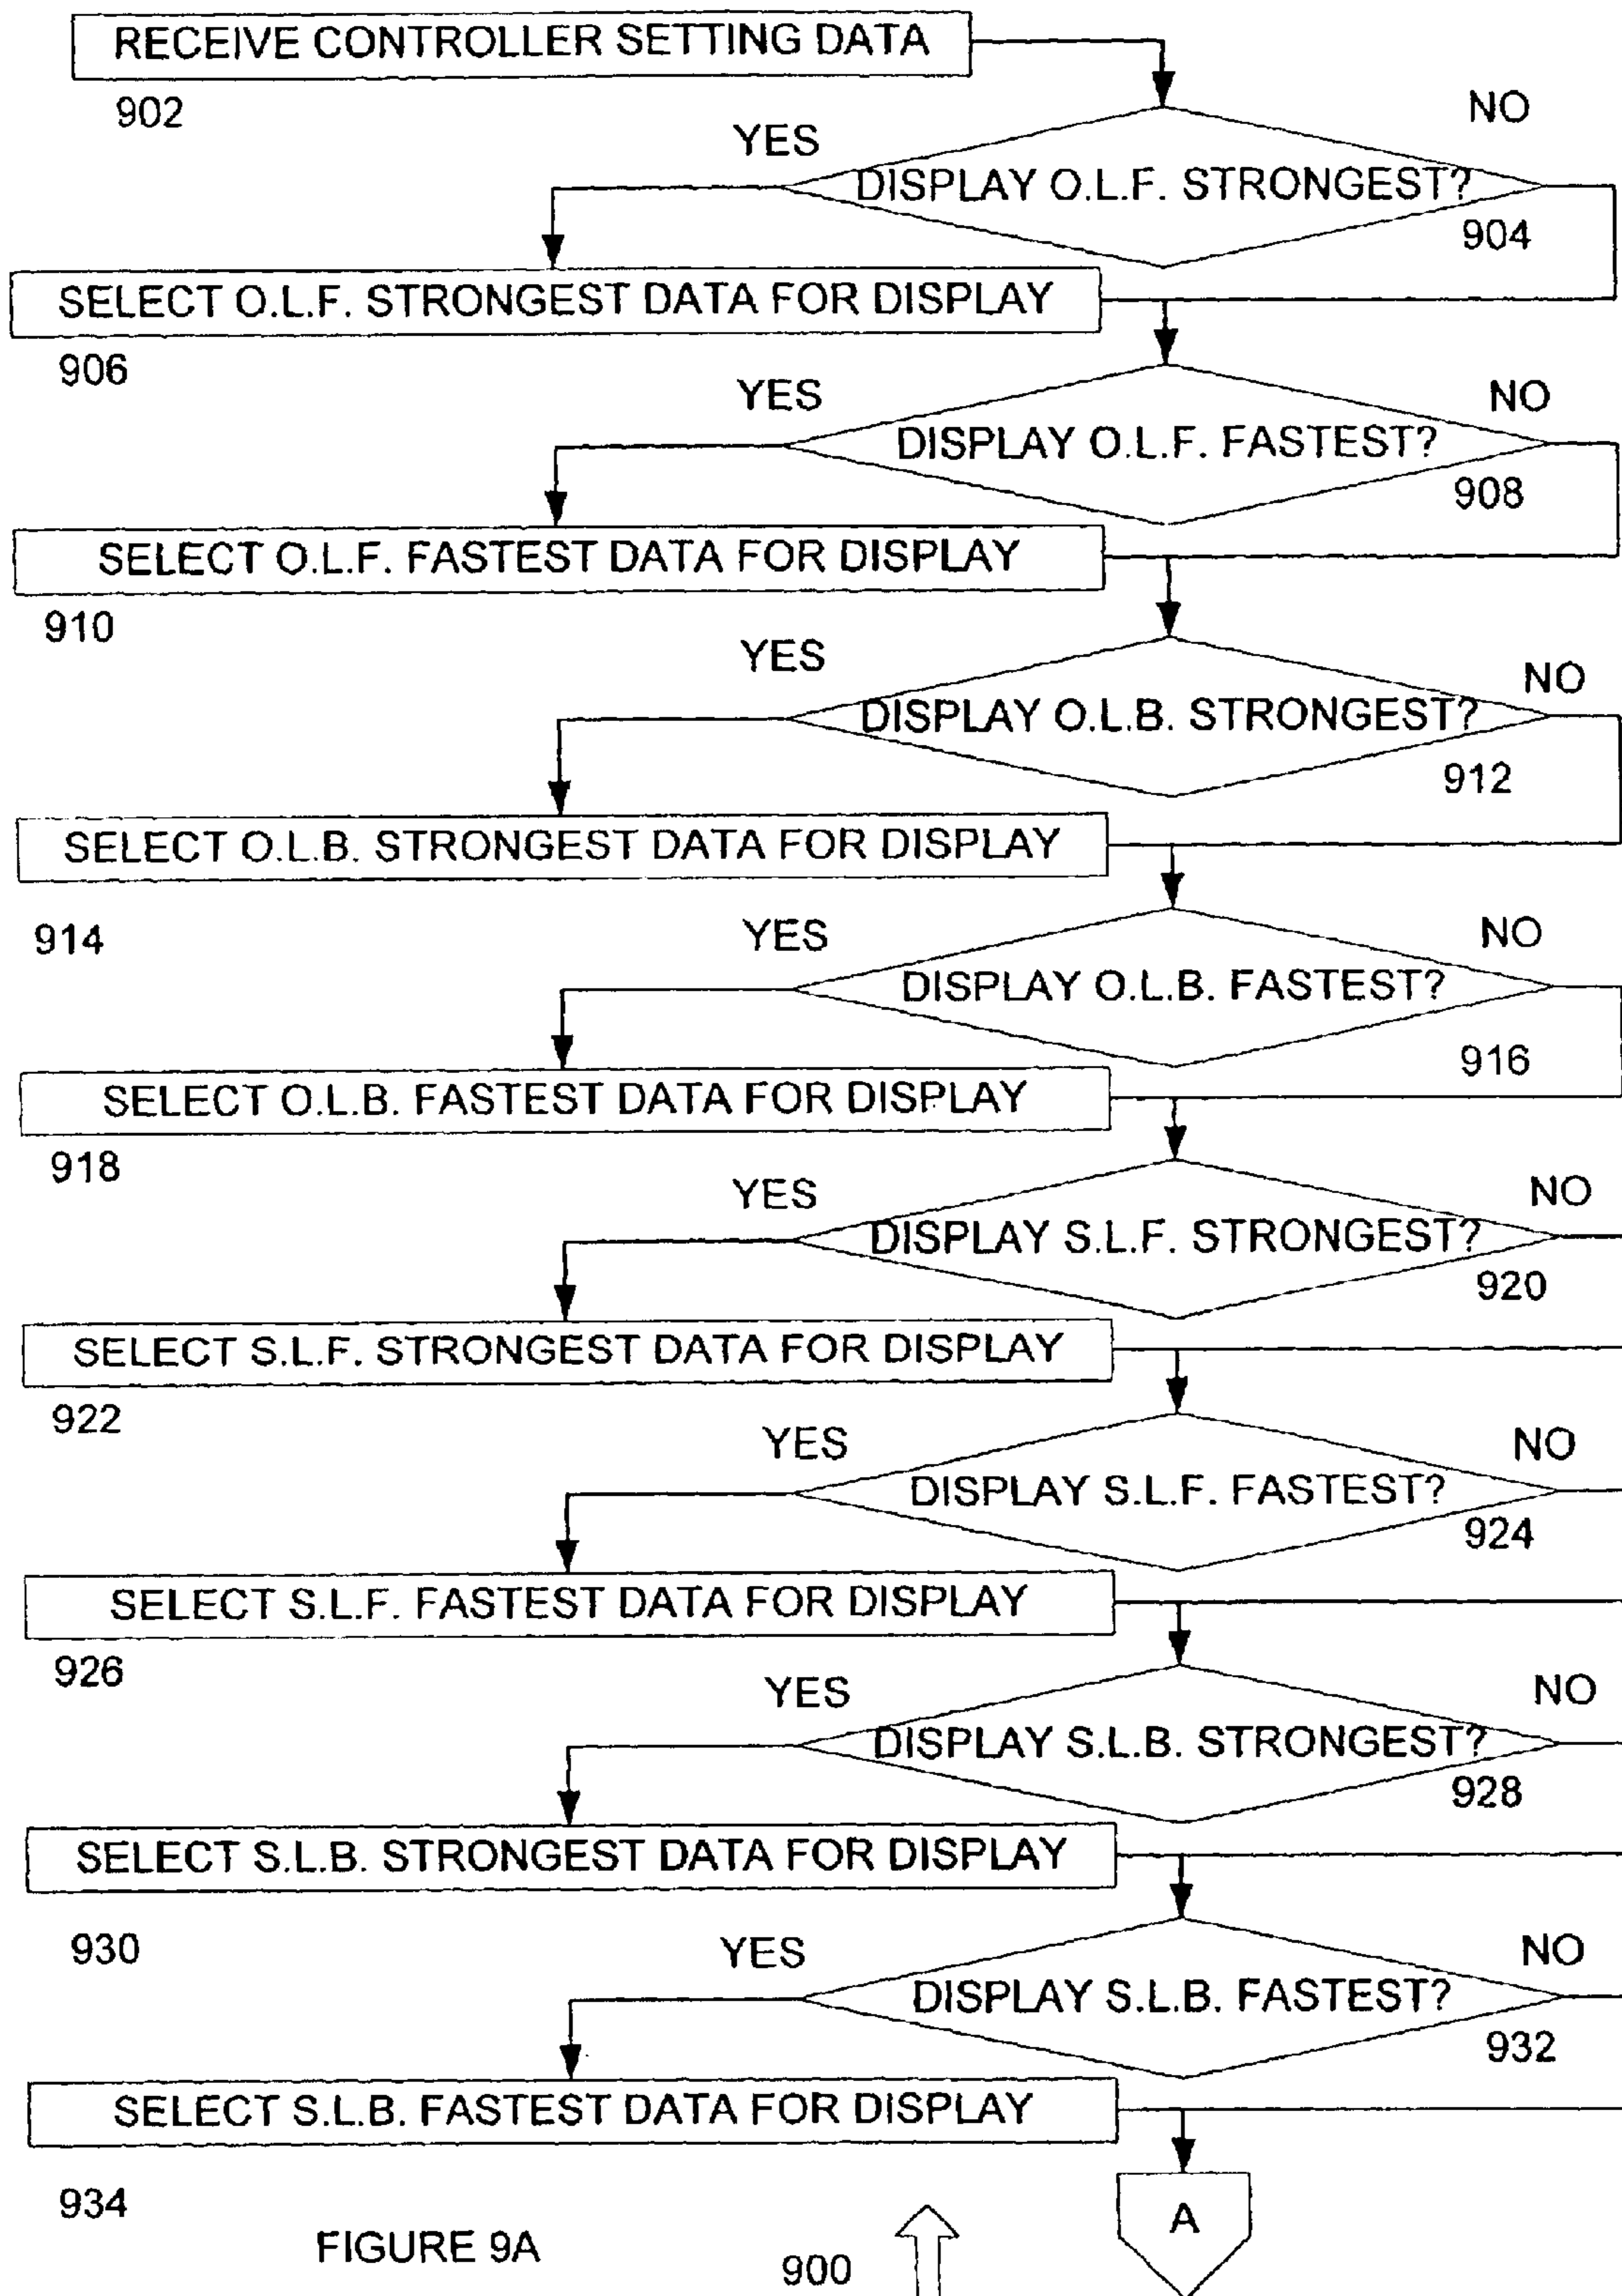 RECEIVE CONTROLLER SETTING DATA
902
NO
YES
DISPLAY O.L.F. STRONGEST?
904
SELECT O.L.F. STRONGEST DATA FOR DISPLAY
906
YES
NO
DISPLAY O.L.F. FASTEST?
908
SELECT O.L.F. FASTEST DATA FOR DISPLAY
910
YES
NO
DISPLAY O.L.B. STRONGEST?
912
SELECT O.L.B. STRONGEST DATA FOR DISPLAY
914
YES
NO
DISPLAY O.L.B. FASTEST?
916
SELECT O.L.B. FASTEST DATA FOR DISPLAY
918
YES
NO
DISPLAY S.L.F. STRONGEST?
920
SELECT S.L.F. STRONGEST DATA FOR DISPLAY
922
YES
NO
DISPLAY S.L.F. FASTEST?
924
SELECT S.L.F. FASTEST DATA FOR DISPLAY
926
YES
NO
DISPLAY S.L.B. STRONGEST?
928
SELECT S.L.B. STRONGEST DATA FOR DISPLAY
930
YES
NO
DISPLAY S.L.B. FASTEST?
932
SELECT S.L.B. FASTEST DATA FOR DISPLAY
934
A
FIGURE 9A
900